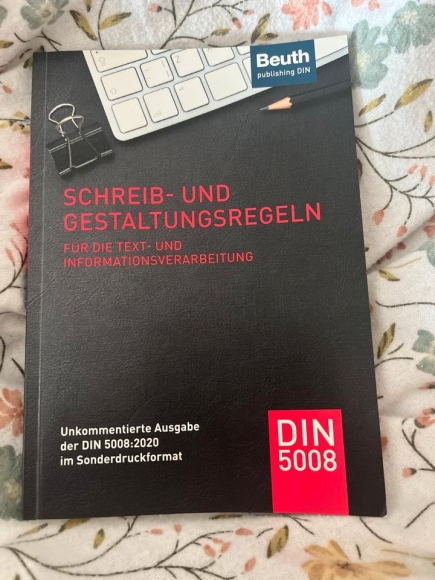 Beuth
publishing DIN
SCHREIB- UND
GESTALTUNGSREGELN
FÜR DIE TEXT- UND
INFORMATIONSVERARBEITUNG
Unkommentierte Ausgabe
der DIN 5008:2020
im Sonderdruckformat
DIN
5008